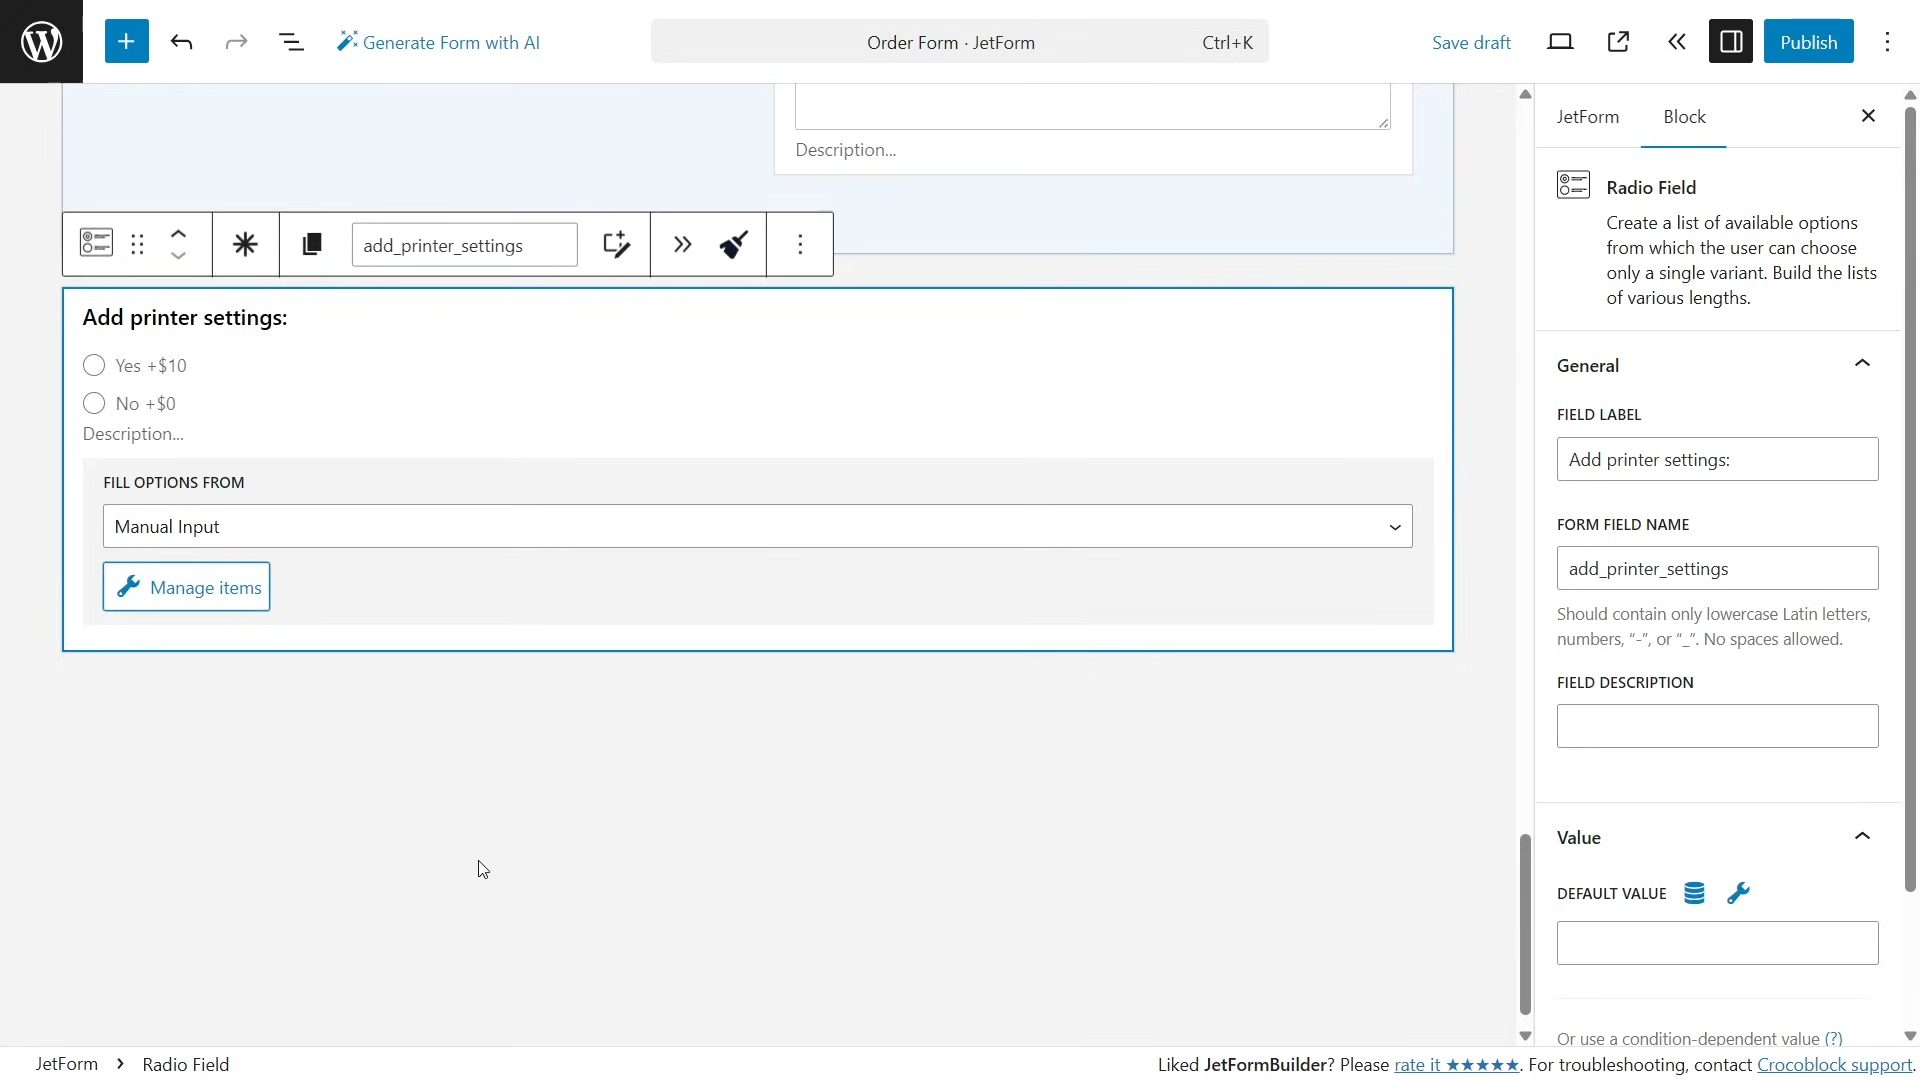 Generate Form with AI
Order Form · JetForm
Ctrl+K
Save draft
Publish
JetForm
Block
Description...
Radio Field
Create a list of available options
from which the user can choose
only a single variant. Build the lists
of various lengths.
add_printer_settings
Add printer settings:
Yes +$10
No +$0
Description...
FILL OPTIONS FROM
Manual Input
Manage items
General
FIELD LABEL
Add printer settings:
FORM FIELD NAME
add_printer_settings
Should contain only lowercase Latin letters,
numbers, “-”, or “_”. No spaces allowed.
FIELD DESCRIPTION
Value
DEFAULT VALUE
Or use a condition-dependent value (?)
JetForm
Radio Field
Liked JetFormBuilder? Please rate it ★★★★★. For troubleshooting, contact Crocoblock support.